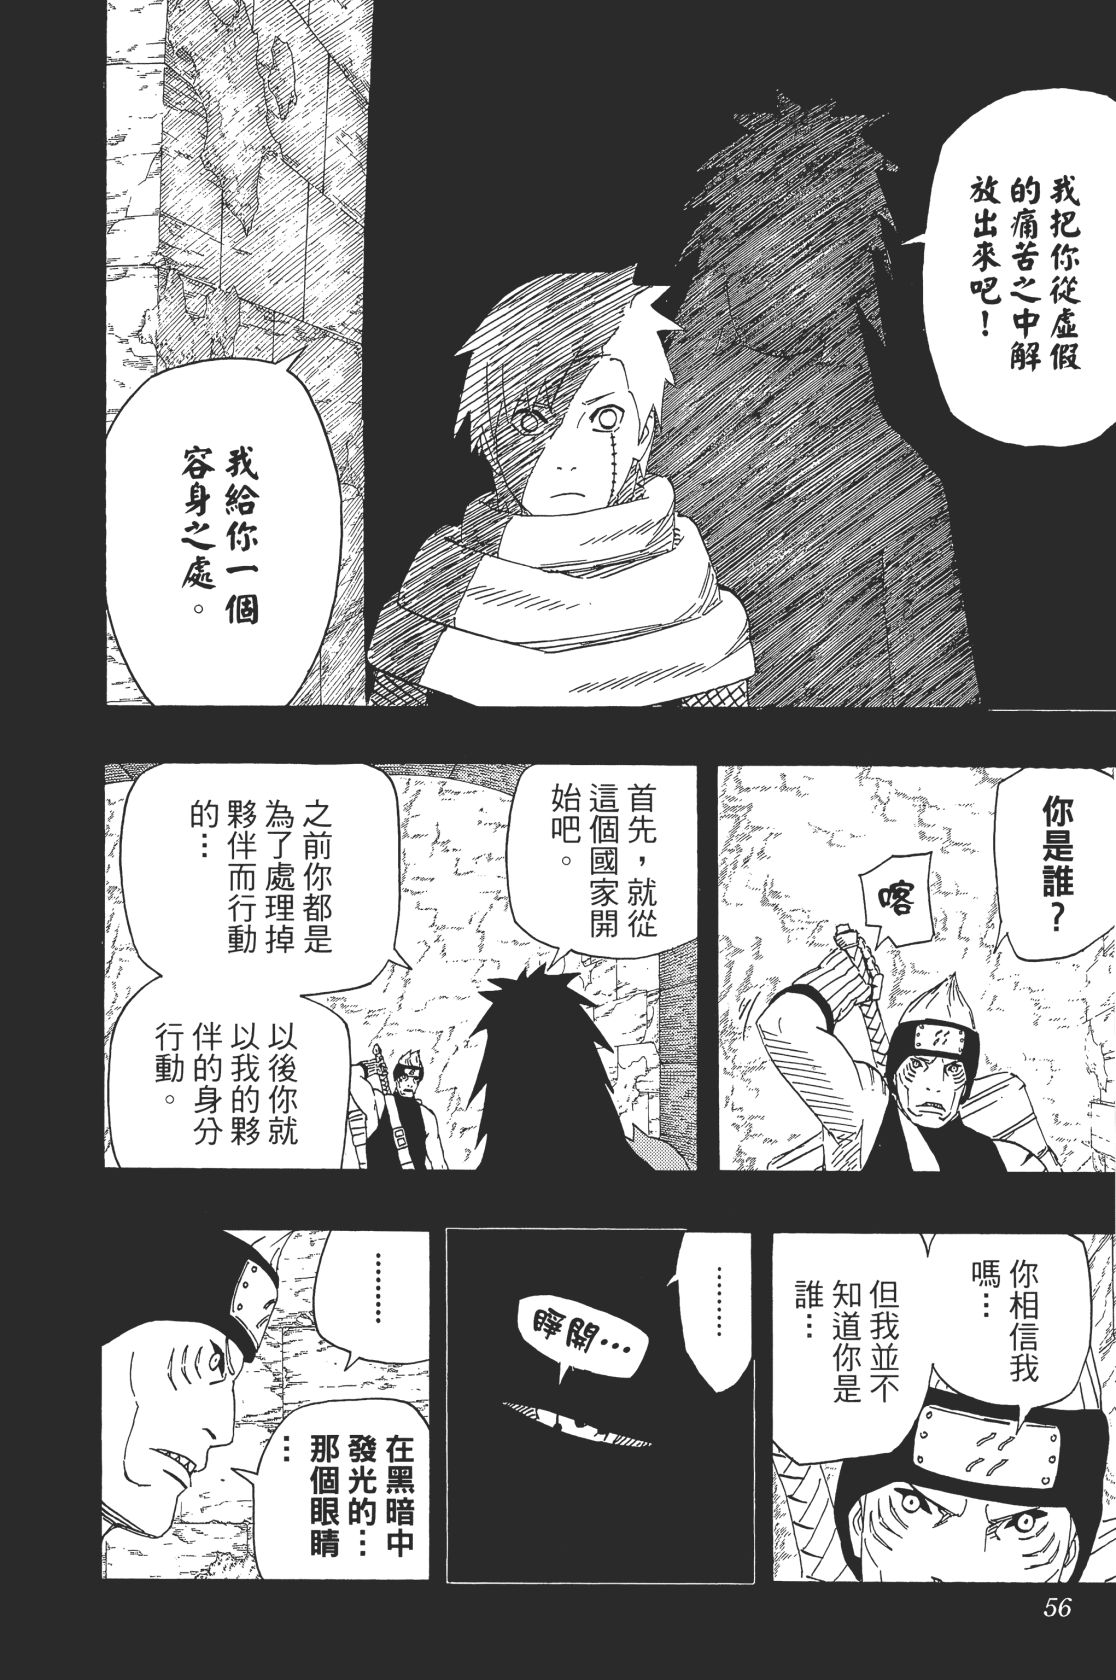 我把你從虛假
的痛苦之中解
放出來吧！
我給你一個
容身之處。
你是誰？
喀
首先，就從
這個國家開
始吧。
之前你都是
為了處理掉
夥伴而行動
的…
以後你就
以我的夥
伴的身分
行動。
你相信我
嗎…
但我並不
知道你是
誰…
………
睜開…
………
在黑暗中
發光的…
那個眼睛
…
56